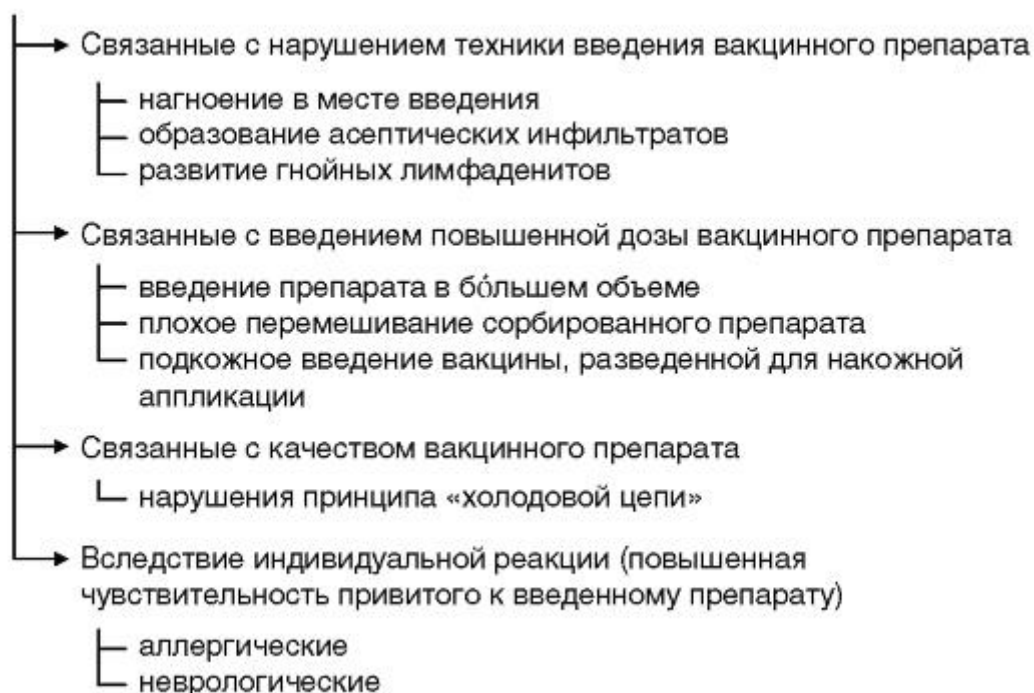 Связанные с нарушением техники введения вакцинного препарата
нагноение в месте введения
образование асептических инфильтратов
развитие гнойных лимфаденитов
Связанные с введением повышенной дозы вакцинного препарата
введение препарата в бо́льшем объеме
плохое перемешивание сорбированного препарата
подкожное введение вакцины, разведенной для накожной
аппликации
Связанные с качеством вакцинного препарата
нарушения принципа «холодовой цепи»
Вследствие индивидуальной реакции (повышенная
чувствительность привитого к введенному препарату)
аллергические
неврологические